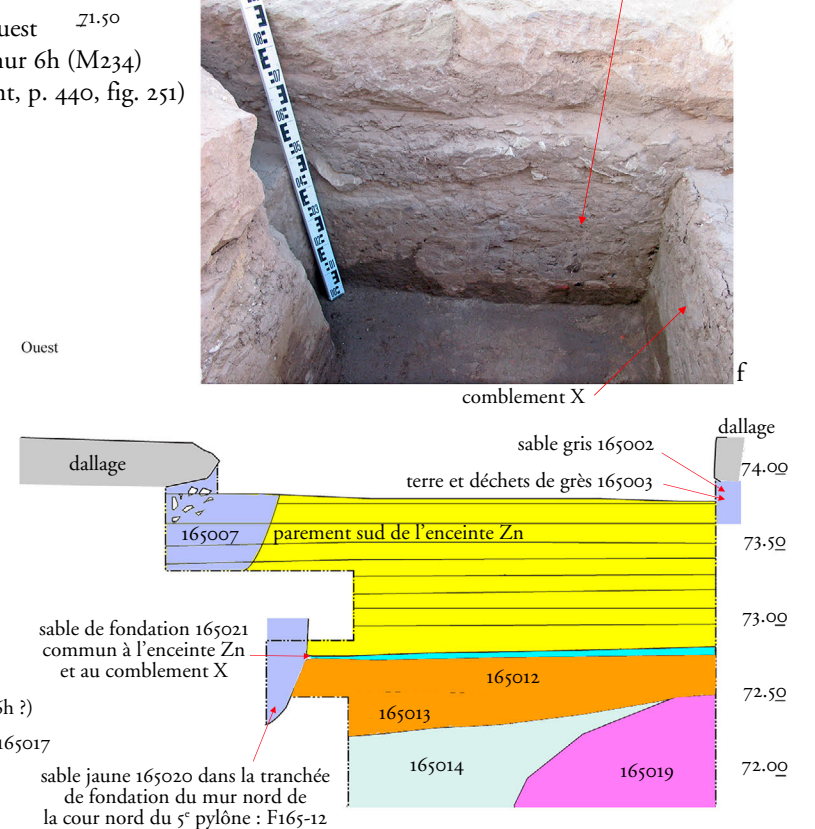 uest 71.50
ur 6h (M234)
nt, p. 440, fig. 251)
Ouest
f
comblement X
dallage
sable gris 165002
dallage
74.00
terre et déchets de grès 165003
165007
parement sud de l'enceinte Zn
73.50
sable de fondation 165021
commun à l'enceinte Zn
et au comblement X
73.00
165012
72.50
6h ?)
165013
165017
165014
165019
72.00
sable jaune 165020 dans la tranchée
de fondation du mur nord de
la cour nord du 5e pylône : F165-12